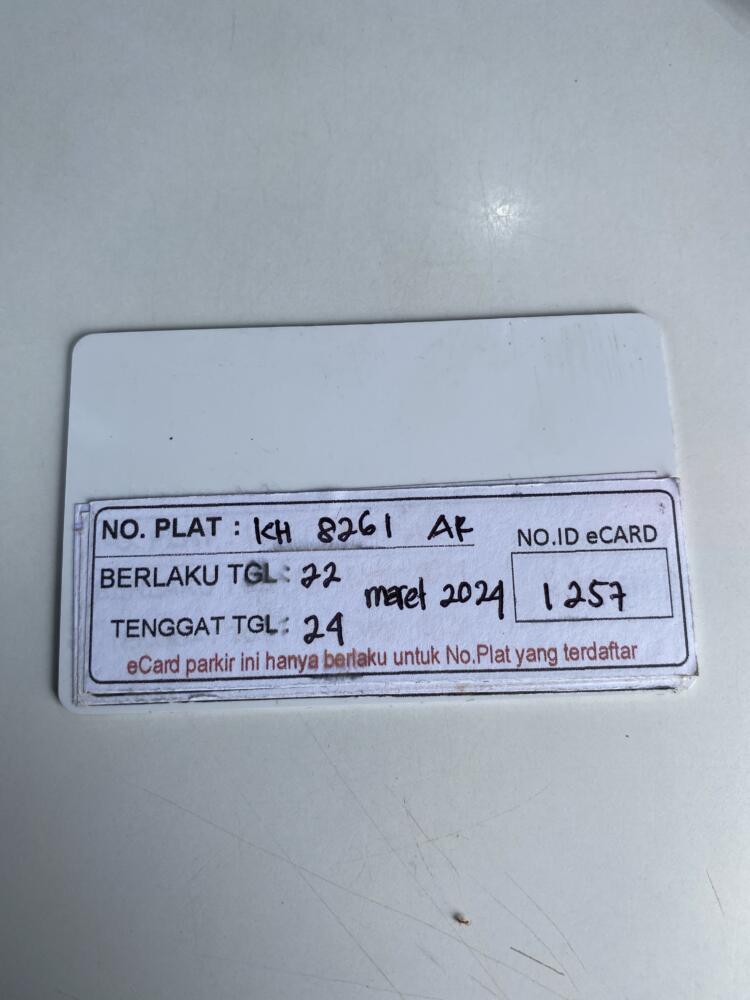 NO. PLAT : KH 8261 AK
NO.ID eCARD
BERLAKU TGL : 22
maret 2024
1257
TENGGAT TGL : 24
eCard parkir ini hanya berlaku untuk No.Plat yang terdaftar